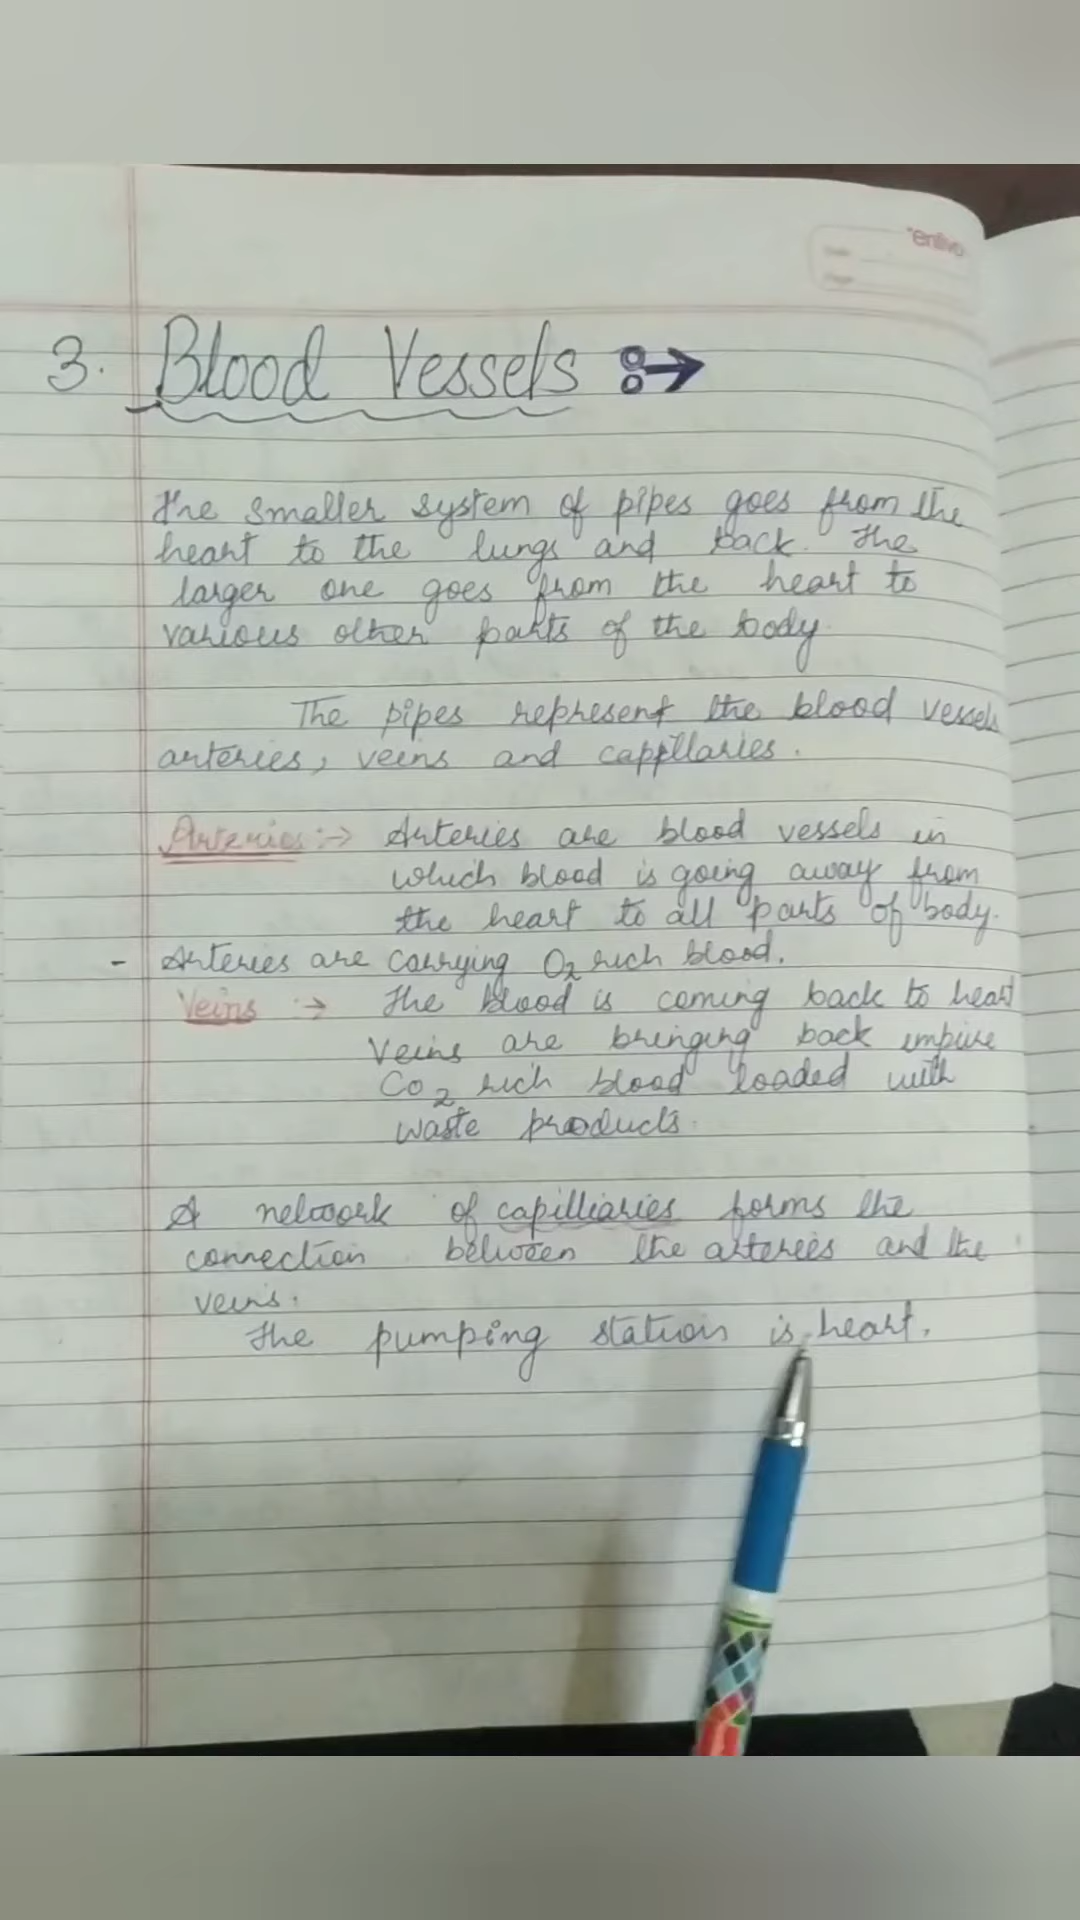 enlivo
3. Blood Vessels :→
The smaller system of pipes goes from the
heart to the lungs and back. The
larger one goes from the heart to
various other parts of the body.
The pipes represent the blood vessels
arteries, veins and capillaries.
Arteries :→ Arteries are blood vessels in
which blood is going away from
the heart to all parts of body.
- Arteries are carrying O2 rich blood.
Veins :→ The blood is coming back to heart
Veins are bringing back impure
Co2 rich blood loaded with
waste products.
A network of capilliaries forms the
connection between the arteries and the
veins.
The pumping station is heart.